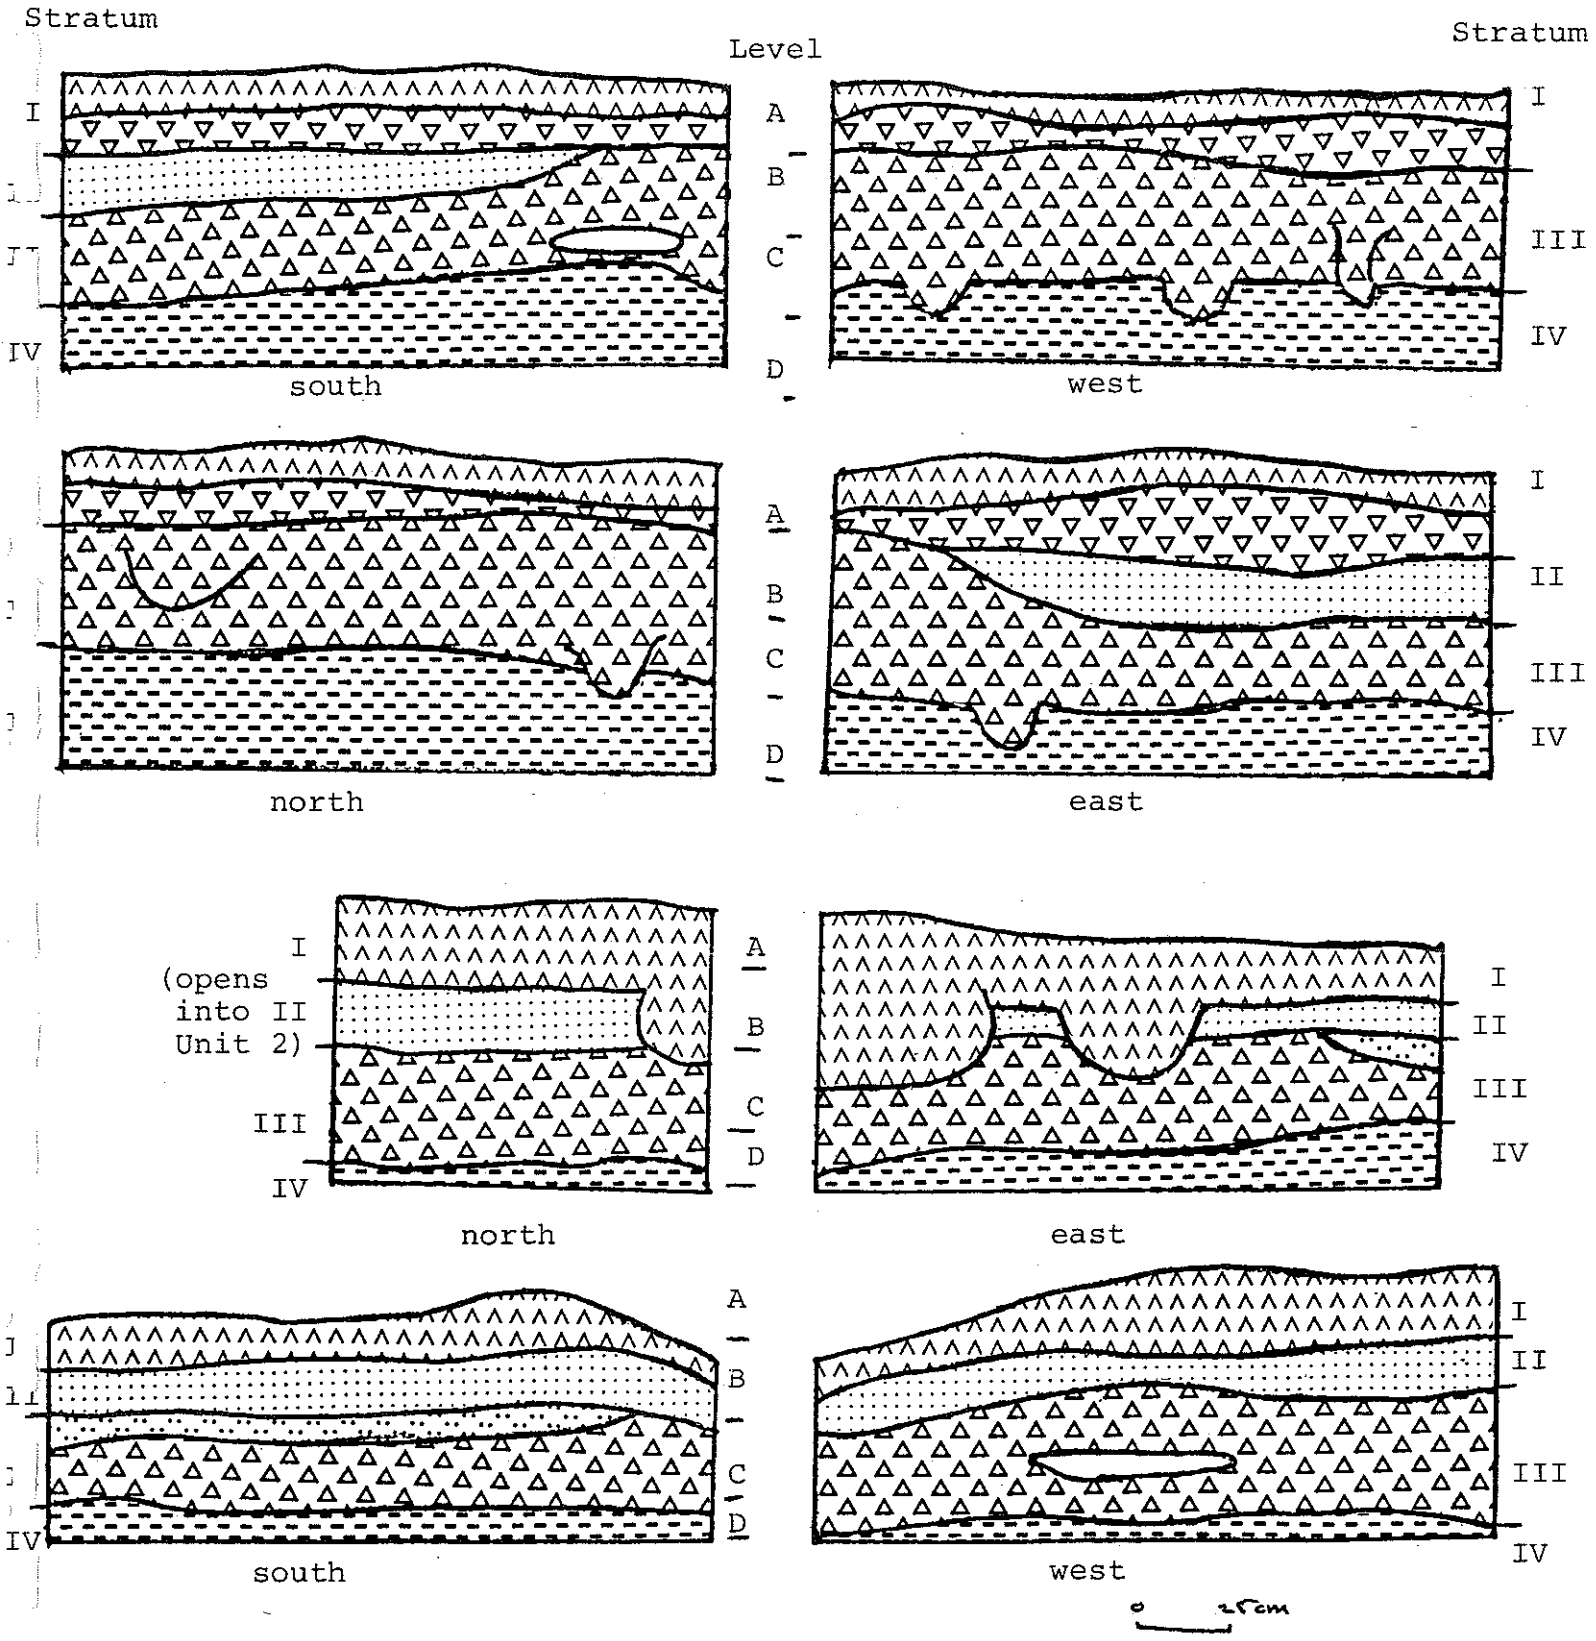 Stratum
Level
Stratum
I
A
I
B
C
III
IV
D
IV
south
west
A
I
B
II
C
III
D
IV
north
east
I
A
I
(opens
into II
Unit 2)
B
II
III
C
III
D
IV
IV
north
east
A
I
B
II
C
III
IV
D
IV
south
west
0 25cm